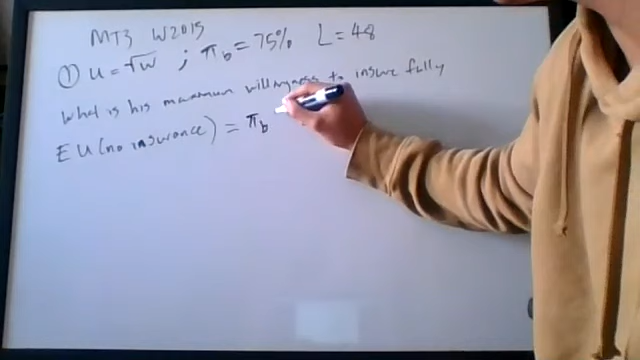 MT3 W2015
① u = √w ; π_b = 75% L = 48
What is his maximum willingness to insure fully
EU(no insurance) = π_b